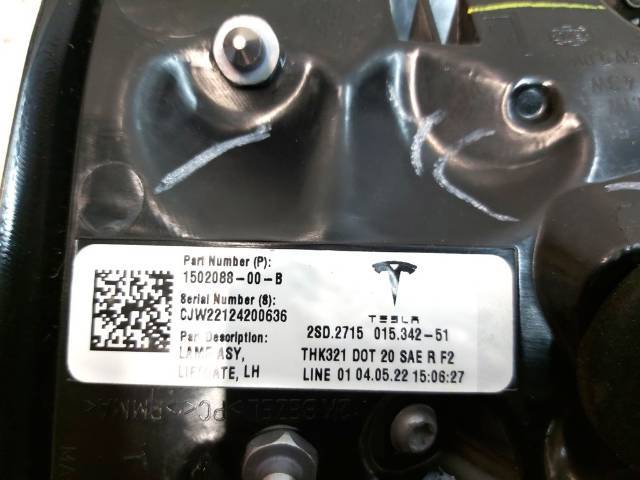 Part Number (P):
1502088-00-B
Serial Number (S):
CJW22124200636
Part Description:
LAMP ASY,
LIFTGATE, LH
TESLA
2SD.2715 015.342-51
THK321 DOT 20 SAE R F2
LINE 01 04.05.22 15:06:27